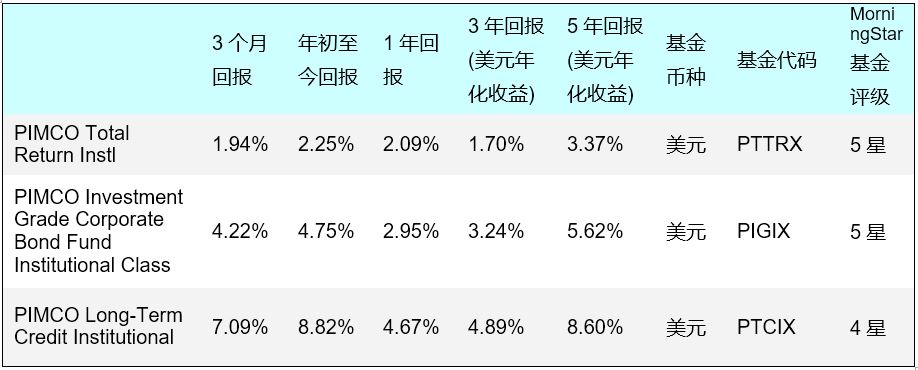 3 个月
回报
年初至
今回报
1 年回
报
3 年回报
(美元年
化收益)
5 年回报
(美元年
化收益)
基金
币种
基金代码
Morni
ngStar
基金
评级
PIMCO Total
Return Instl
1.94%
2.25%
2.09%
1.70%
3.37%
美元
PTTRX
5 星
PIMCO Investment
Grade Corporate
Bond Fund
Institutional Class
4.22%
4.75%
2.95%
3.24%
5.62%
美元
PIGIX
5 星
PIMCO Long-Term
Credit Institutional
7.09%
8.82%
4.67%
4.89%
8.60%
美元
PTCIX
4 星